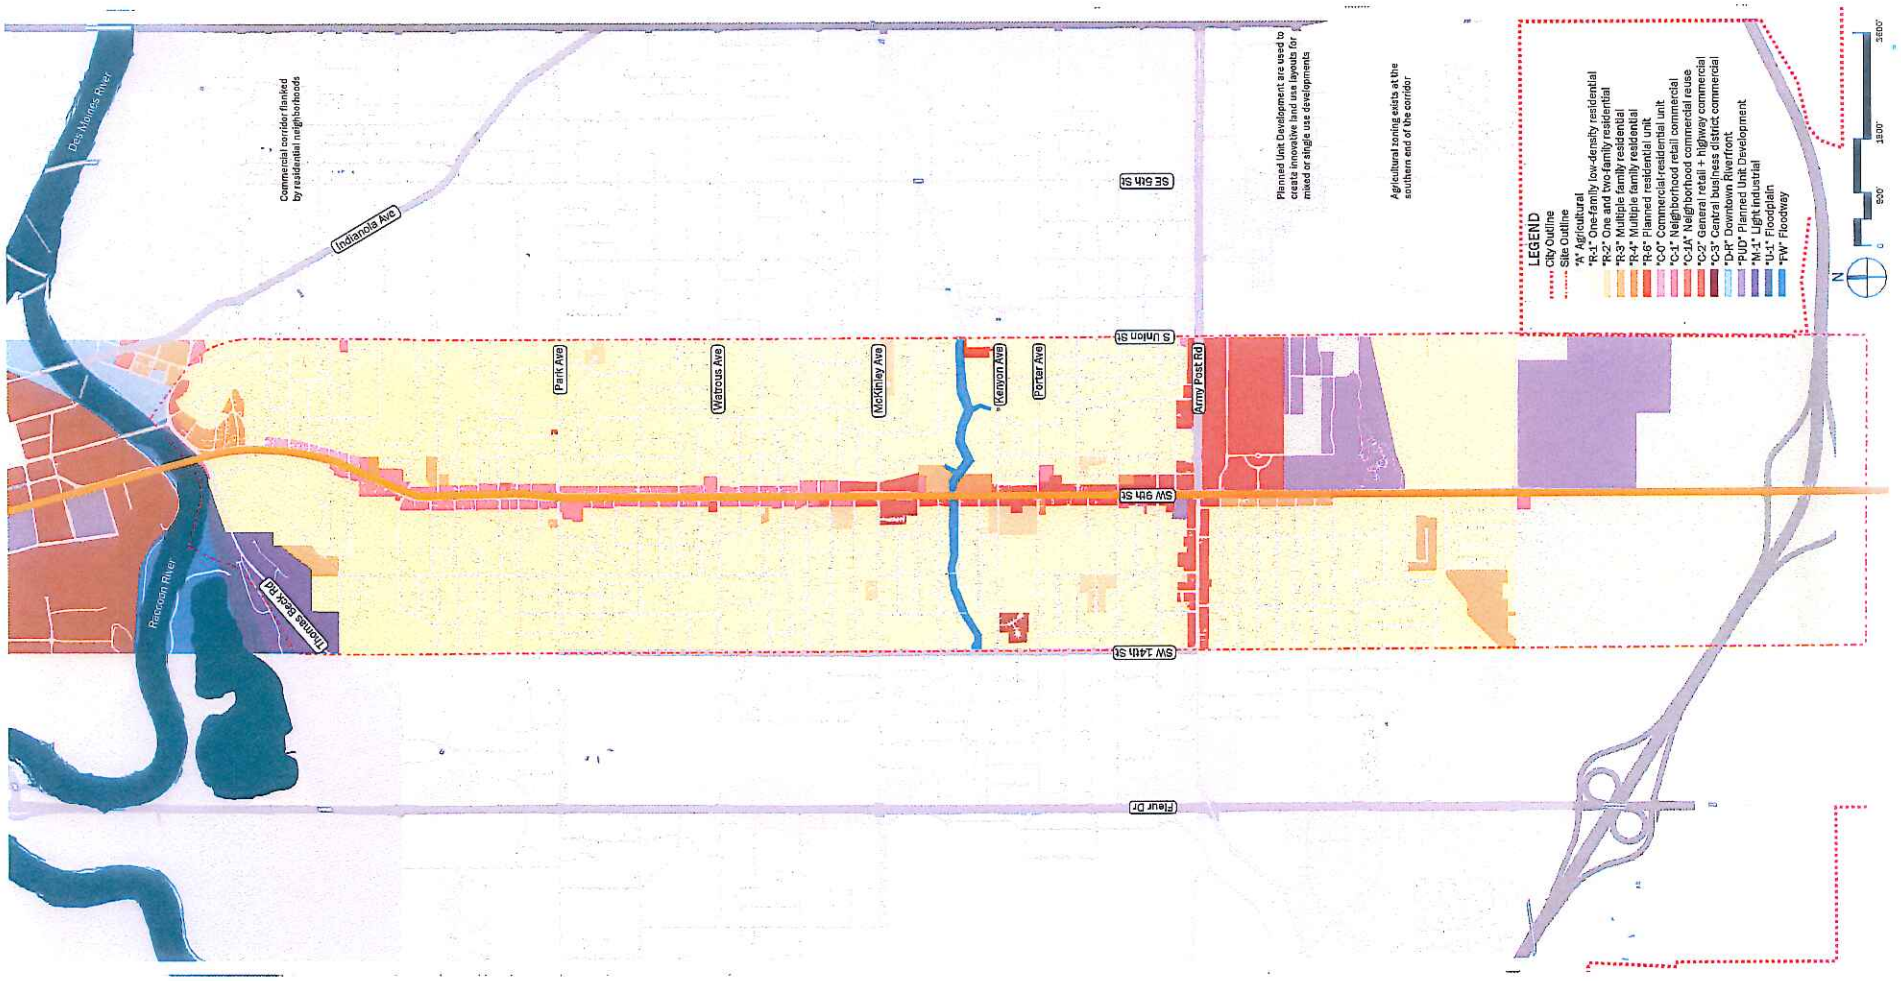 Des Moines River
Commercial corridor flanked
by residential neighborhoods
Indianola Ave
SE 5th St
Planned Unit Development are used to
create innovative land use layouts for
mixed or single use developments
Agricultural zoning exists at the
southern end of the corridor
S Union St
Park Ave
Watrous Ave
McKinley Ave
Kenyon Ave
Porter Ave
Army Post Rd
SW 9th St
Raccoon River
Thomas Beck Rd
SW 14th St
Fleur Dr
LEGEND
City Outline
Site Outline
"A" Agricultural
"R-1" One-family low-density residential
"R-2" One and two-family residential
"R-3" Multiple family residential
"R-4" Multiple family residential
"R-6" Planned residential unit
"C-0" Commercial-residential unit
"C-1" Neighborhood retail commercial
"C-1A" Neighborhood commercial reuse
"C-2" General retail + highway commercial
"C-3" Central business district commercial
"D-R" Downtown Riverfront
"PUD" Planned Unit Development
"M-1" Light industrial
"U-1" Floodplain
"FW" Floodway
N
0
900'
1800'
3600'